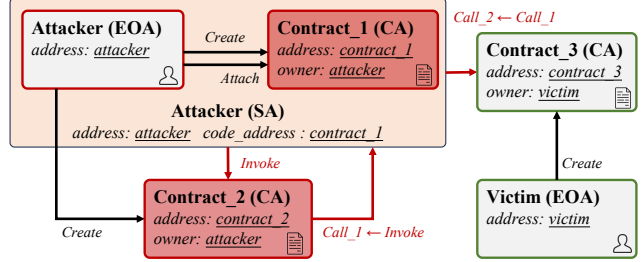 Attacker (EOA)
address: attacker
Create
Attach
Contract_1 (CA)
address: contract_1
owner: attacker
Call_2 ← Call_1
Contract_3 (CA)
address: contract_3
owner: victim
Attacker (SA)
address: attacker code_address : contract_1
Invoke
Create
Contract_2 (CA)
address: contract_2
owner: attacker
Call_1 ← Invoke
Create
Victim (EOA)
address: victim